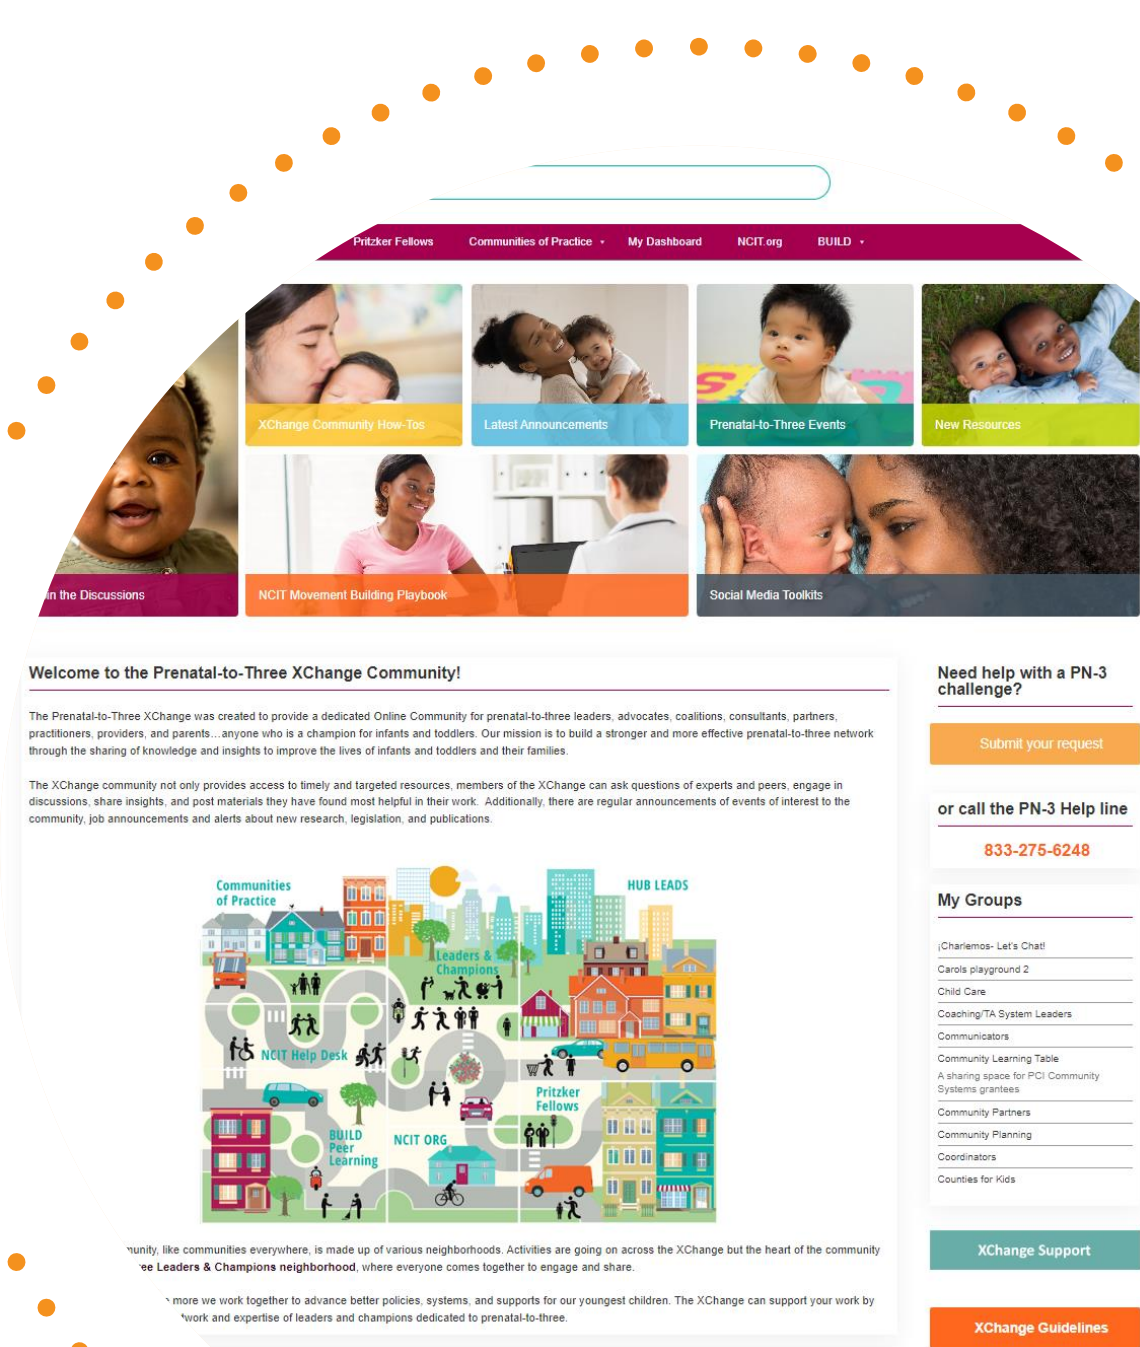 Pritzker Fellows
Communities of Practice
My Dashboard
NCIT.org
BUILD
XChange Community How-Tos
Latest Announcements
Prenatal-to-Three Events
New Resources
in the Discussions
NCIT Movement Building Playbook
Social Media Toolkits
Welcome to the Prenatal-to-Three XChange Community!
The Prenatal-to-Three XChange was created to provide a dedicated Online Community for prenatal-to-three leaders, advocates, coalitions, consultants, partners,
practitioners, providers, and parents…anyone who is a champion for infants and toddlers. Our mission is to build a stronger and more effective prenatal-to-three network
through the sharing of knowledge and insights to improve the lives of infants and toddlers and their families.
The XChange community not only provides access to timely and targeted resources, members of the XChange can ask questions of experts and peers, engage in
discussions, share insights, and post materials they have found most helpful in their work. Additionally, there are regular announcements of events of interest to the
community, job announcements and alerts about new research, legislation, and publications.
Communities
of Practice
HUB LEADS
Leaders &
Champions
NCIT Help Desk
Pritzker
Fellows
BUILD
Peer
Learning
NCIT ORG
like communities everywhere, is made up of various neighborhoods. Activities are going on across the XChange but the heart of the community
Leaders & Champions neighborhood, where everyone comes together to engage and share.
more we work together to advance better policies, systems, and supports for our youngest children. The XChange can support your work by
and expertise of leaders and champions dedicated to prenatal-to-three.
Need help with a PN-3
challenge?
Submit your request
or call the PN-3 Help line
833-275-6248
My Groups
¡Charlemos- Let's Chat!
Carols playground 2
Child Care
Coaching/TA System Leaders
Communicators
Community Learning Table
A sharing space for PCI Community
Systems grantees
Community Partners
Community Planning
Coordinators
Counties for Kids
XChange Support
XChange Guidelines